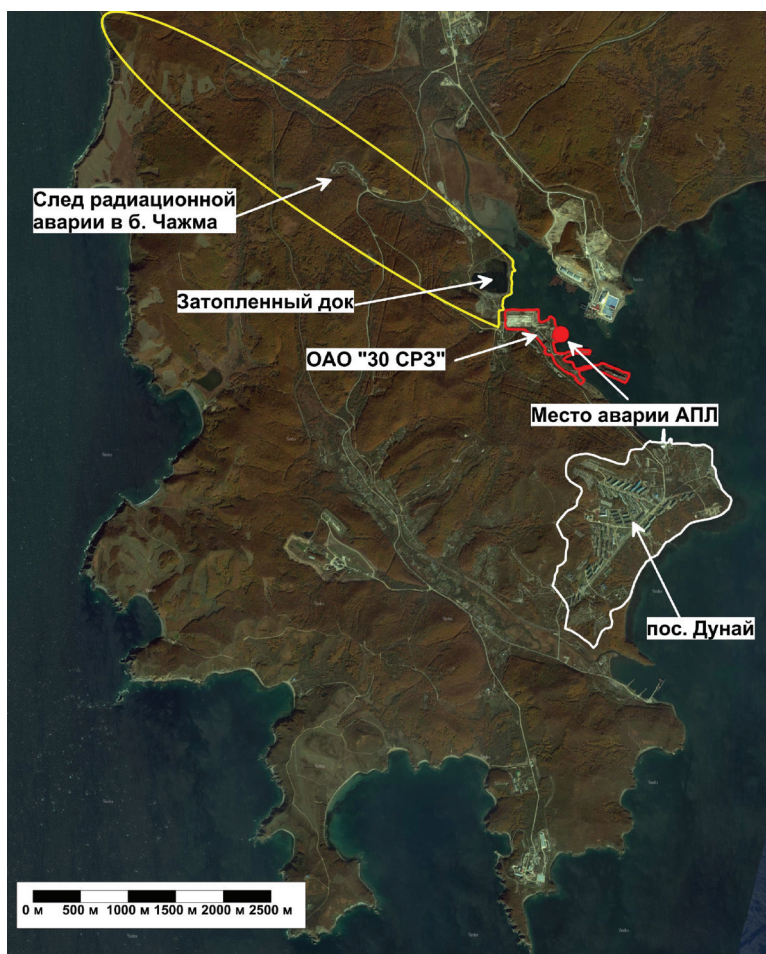 След радиационной
аварии в б. Чажма
Затопленный док
ОАО "30 СРЗ"
Место аварии АПЛ
пос. Дунай
0 м 500 м 1000 м 1500 м 2000 м 2500 м